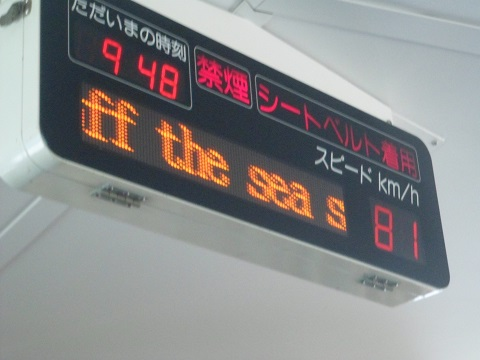 ただいまの時刻
9 48
禁煙
シートベルト着用
ff the sea s
スピード km/h
81